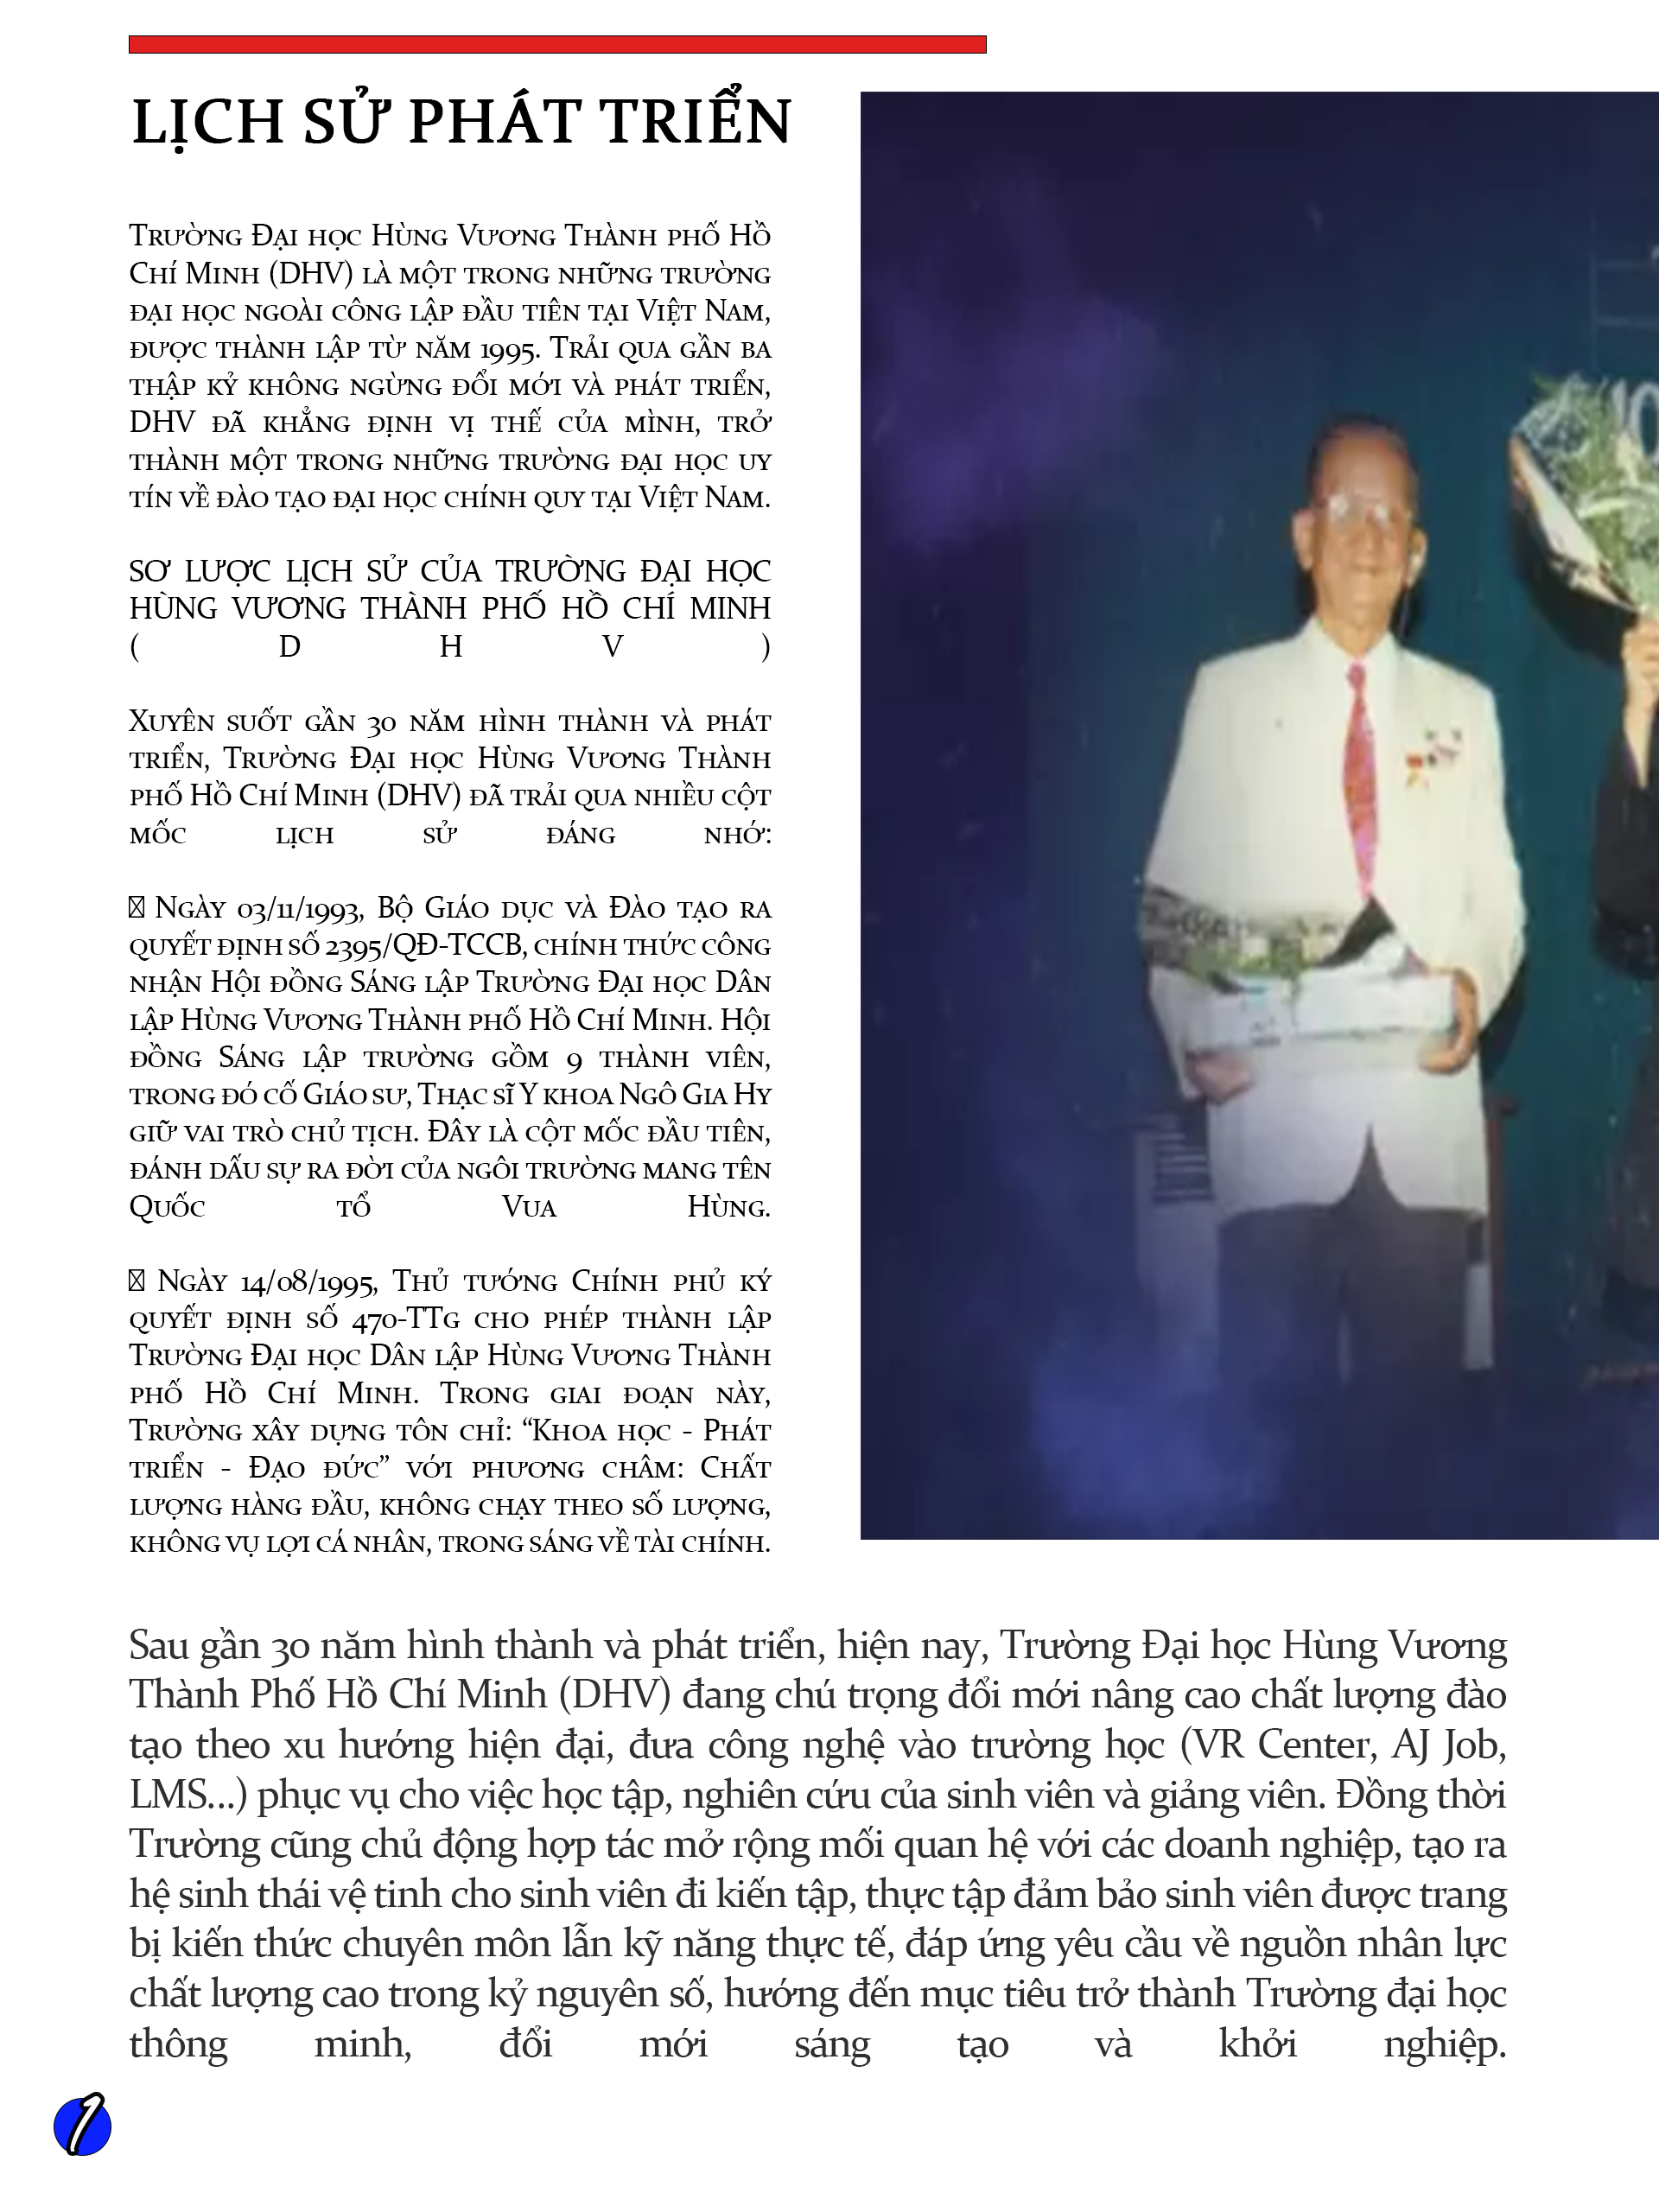 LỊCH SỬ PHÁT TRIỂN
Trường Đại học Hùng Vương Thành phố Hồ
Chí Minh (DHV) là một trong những trường
đại học ngoài công lập đầu tiên tại Việt Nam,
được thành lập từ năm 1995. Trải qua gần ba
thập kỷ không ngừng đổi mới và phát triển,
DHV đã khẳng định vị thế của mình, trở
thành một trong những trường đại học uy
tín về đào tạo đại học chính quy tại Việt Nam.
SƠ LƯỢC LỊCH SỬ CỦA TRƯỜNG ĐẠI HỌC
HÙNG VƯƠNG THÀNH PHỐ HỒ CHÍ MINH
( D H V )
Xuyên suốt gần 30 năm hình thành và phát
triển, Trường Đại học Hùng Vương Thành
phố Hồ Chí Minh (DHV) đã trải qua nhiều cột
mốc lịch sử đáng nhớ:
Ngày 03/11/1993, Bộ Giáo dục và Đào tạo ra
quyết định số 2395/QĐ-TCCB, chính thức công
nhận Hội đồng Sáng lập Trường Đại học Dân
lập Hùng Vương Thành phố Hồ Chí Minh. Hội
đồng Sáng lập trường gồm 9 thành viên,
trong đó cố Giáo sư, Thạc sĩ Y khoa Ngô Gia Hy
giữ vai trò chủ tịch. Đây là cột mốc đầu tiên,
đánh dấu sự ra đời của ngôi trường mang tên
Quốc tổ Vua Hùng.
Ngày 14/08/1995, Thủ tướng Chính phủ ký
quyết định số 470-TTg cho phép thành lập
Trường Đại học Dân lập Hùng Vương Thành
phố Hồ Chí Minh. Trong giai đoạn này,
Trường xây dựng tôn chỉ: “Khoa học - Phát
triển - Đạo đức” với phương châm: Chất
lượng hàng đầu, không chạy theo số lượng,
không vụ lợi cá nhân, trong sáng về tài chính.
Sau gần 30 năm hình thành và phát triển, hiện nay, Trường Đại học Hùng Vương
Thành Phố Hồ Chí Minh (DHV) đang chú trọng đổi mới nâng cao chất lượng đào
tạo theo xu hướng hiện đại, đưa công nghệ vào trường học (VR Center, AJ Job,
LMS...) phục vụ cho việc học tập, nghiên cứu của sinh viên và giảng viên. Đồng thời
Trường cũng chủ động hợp tác mở rộng mối quan hệ với các doanh nghiệp, tạo ra
hệ sinh thái vệ tinh cho sinh viên đi kiến tập, thực tập đảm bảo sinh viên được trang
bị kiến thức chuyên môn lẫn kỹ năng thực tế, đáp ứng yêu cầu về nguồn nhân lực
chất lượng cao trong kỷ nguyên số, hướng đến mục tiêu trở thành Trường đại học
thông minh, đổi mới sáng tạo và khởi nghiệp.
1